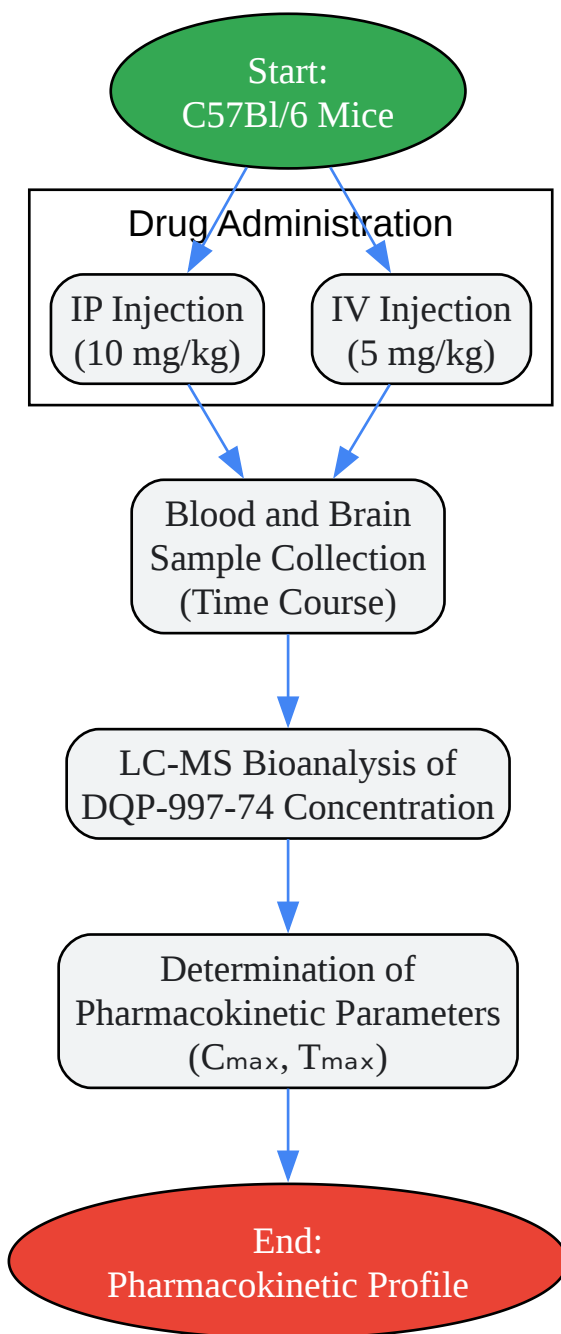 Start:
C57Bl/6 Mice
Drug Administration
IP Injection
(10 mg/kg)
IV Injection
(5 mg/kg)
Blood and Brain
Sample Collection
(Time Course)
LC-MS Bioanalysis of
DQP-997-74 Concentration
Determination of
Pharmacokinetic Parameters
(Cₘₐₓ, Tₘₐₓ)
End:
Pharmacokinetic Profile